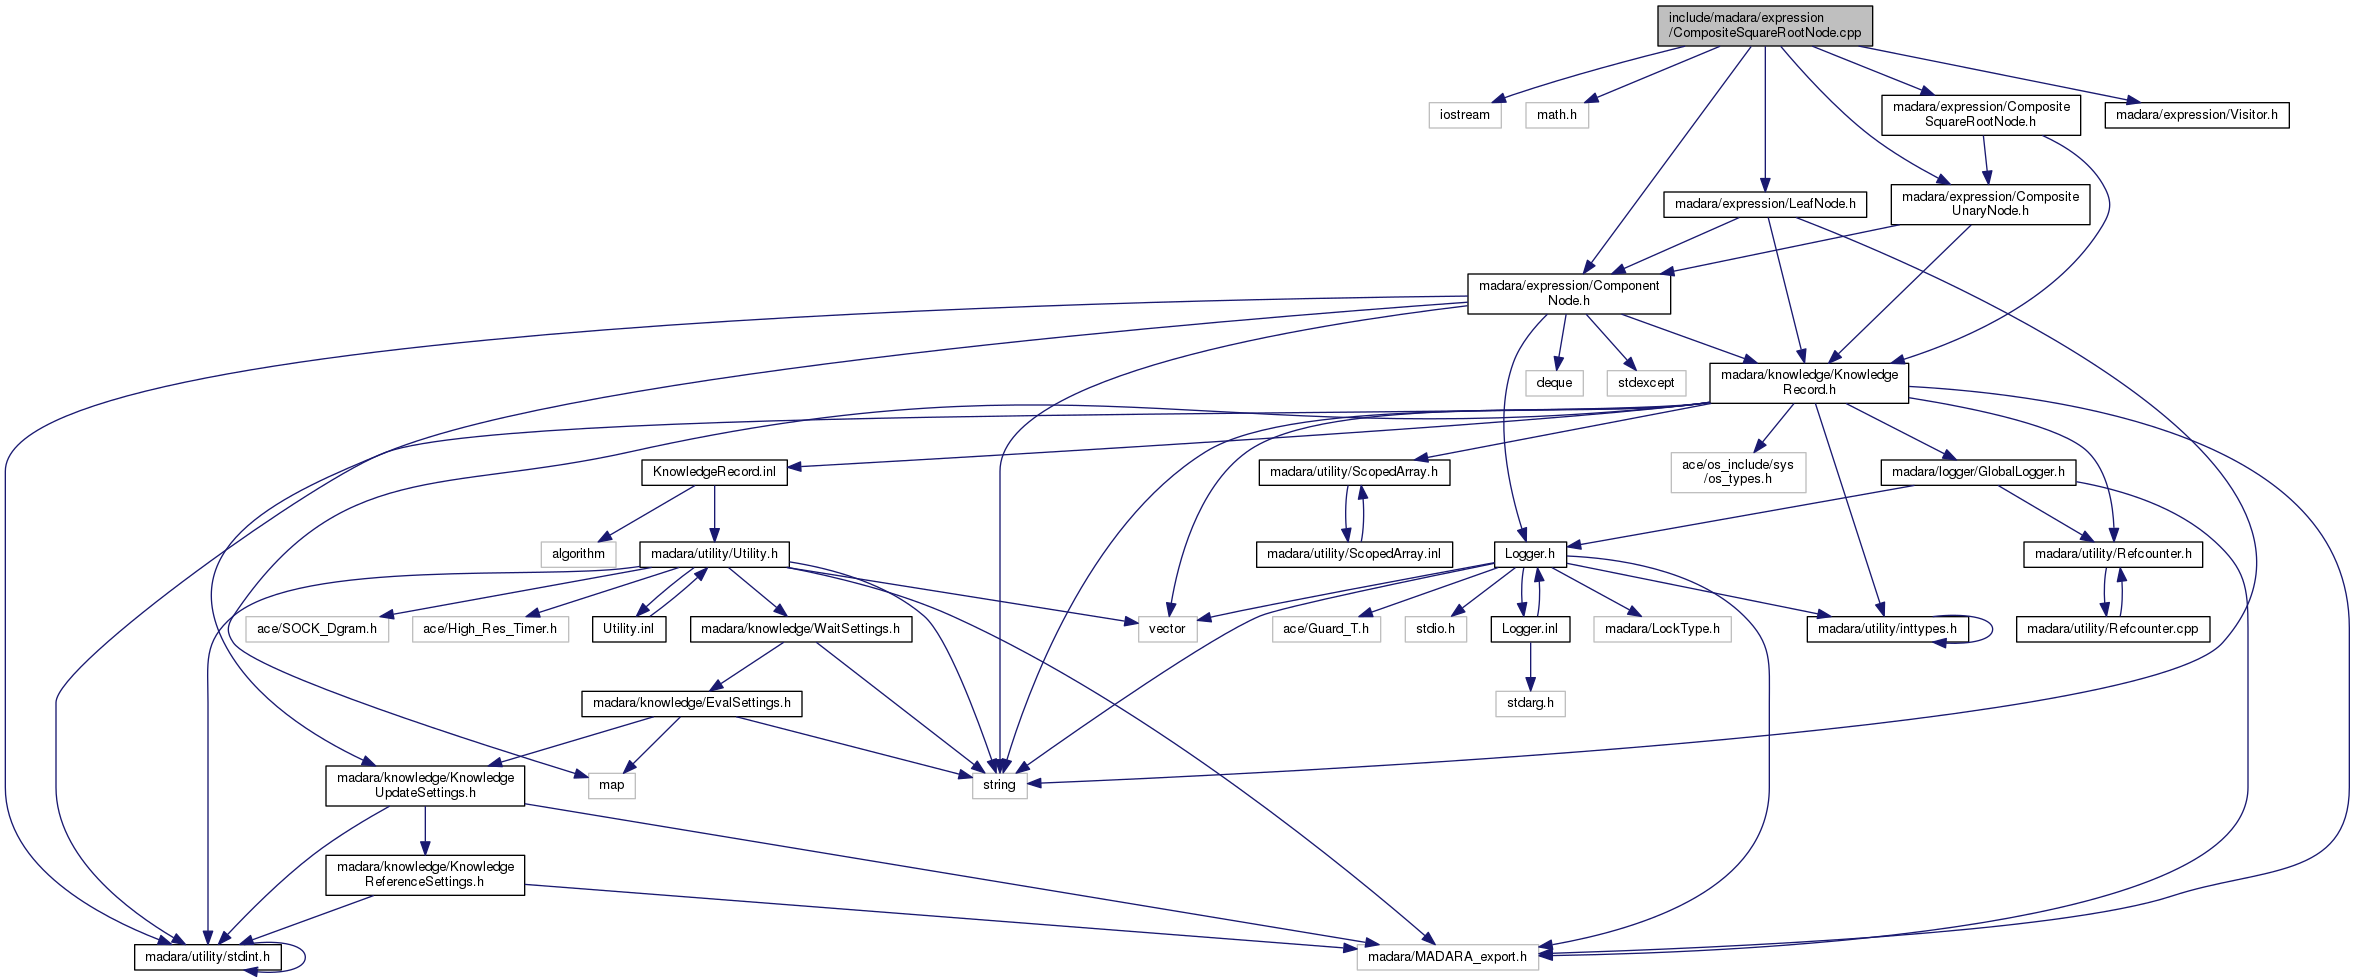 include/madara/expression
/CompositeSquareRootNode.cpp
iostream
math.h
madara/expression/Composite
SquareRootNode.h
madara/expression/Visitor.h
madara/expression/LeafNode.h
madara/expression/Composite
UnaryNode.h
madara/expression/Component
Node.h
deque
stdexcept
madara/knowledge/Knowledge
Record.h
KnowledgeRecord.inl
madara/utility/ScopedArray.h
ace/os_include/sys
/os_types.h
madara/logger/GlobalLogger.h
algorithm
madara/utility/Utility.h
madara/utility/ScopedArray.inl
Logger.h
madara/utility/Refcounter.h
ace/SOCK_Dgram.h
ace/High_Res_Timer.h
Utility.inl
madara/knowledge/WaitSettings.h
vector
ace/Guard_T.h
stdio.h
Logger.inl
madara/LockType.h
madara/utility/inttypes.h
madara/utility/Refcounter.cpp
madara/knowledge/EvalSettings.h
stdarg.h
madara/knowledge/Knowledge
UpdateSettings.h
map
string
madara/knowledge/Knowledge
ReferenceSettings.h
madara/utility/stdint.h
madara/MADARA_export.h